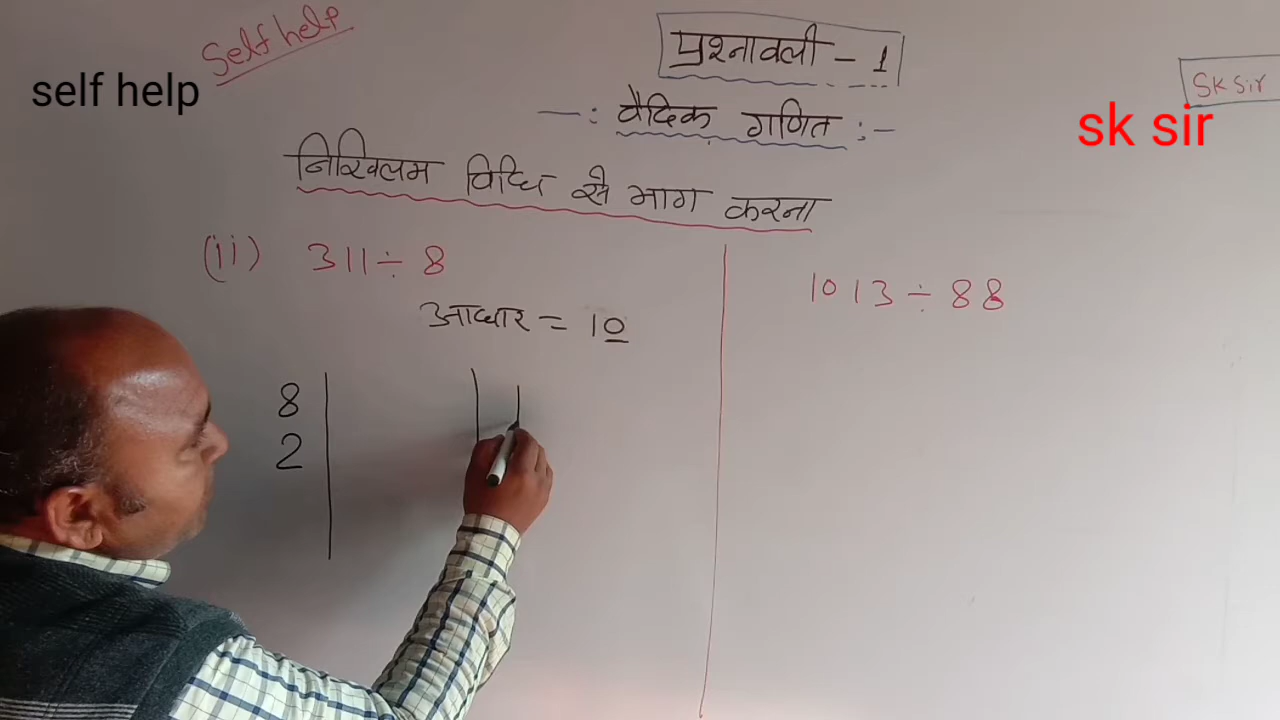 Self help
self help
प्रश्नावली - 1
Sk Sir
sk sir
-: वैदिक गणित :-
निखिलम विधि से भाग करना
(ii) 311÷8
1013÷88
आधार = 10
8
2
1